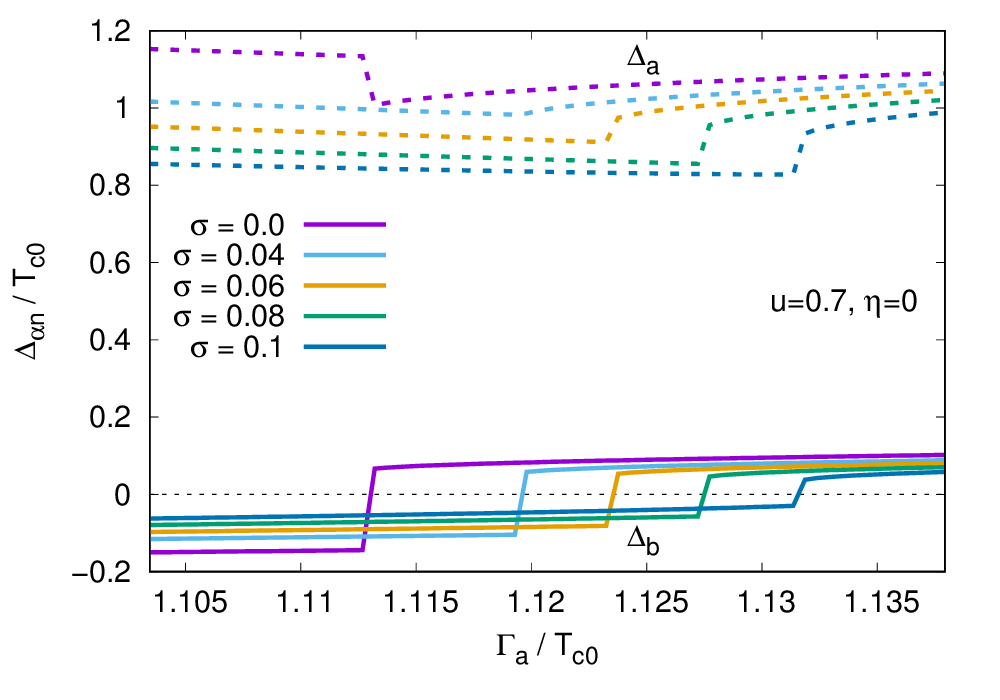 1.2
1
0.8
0.6
0.4
0.2
0
−0.2
Δαn / Tc0
Δa
σ = 0.0
σ = 0.04
σ = 0.06
σ = 0.08
σ = 0.1
u=0.7, η=0
Δb
1.105 1.11 1.115 1.12 1.125 1.13 1.135
Γa / Tc0